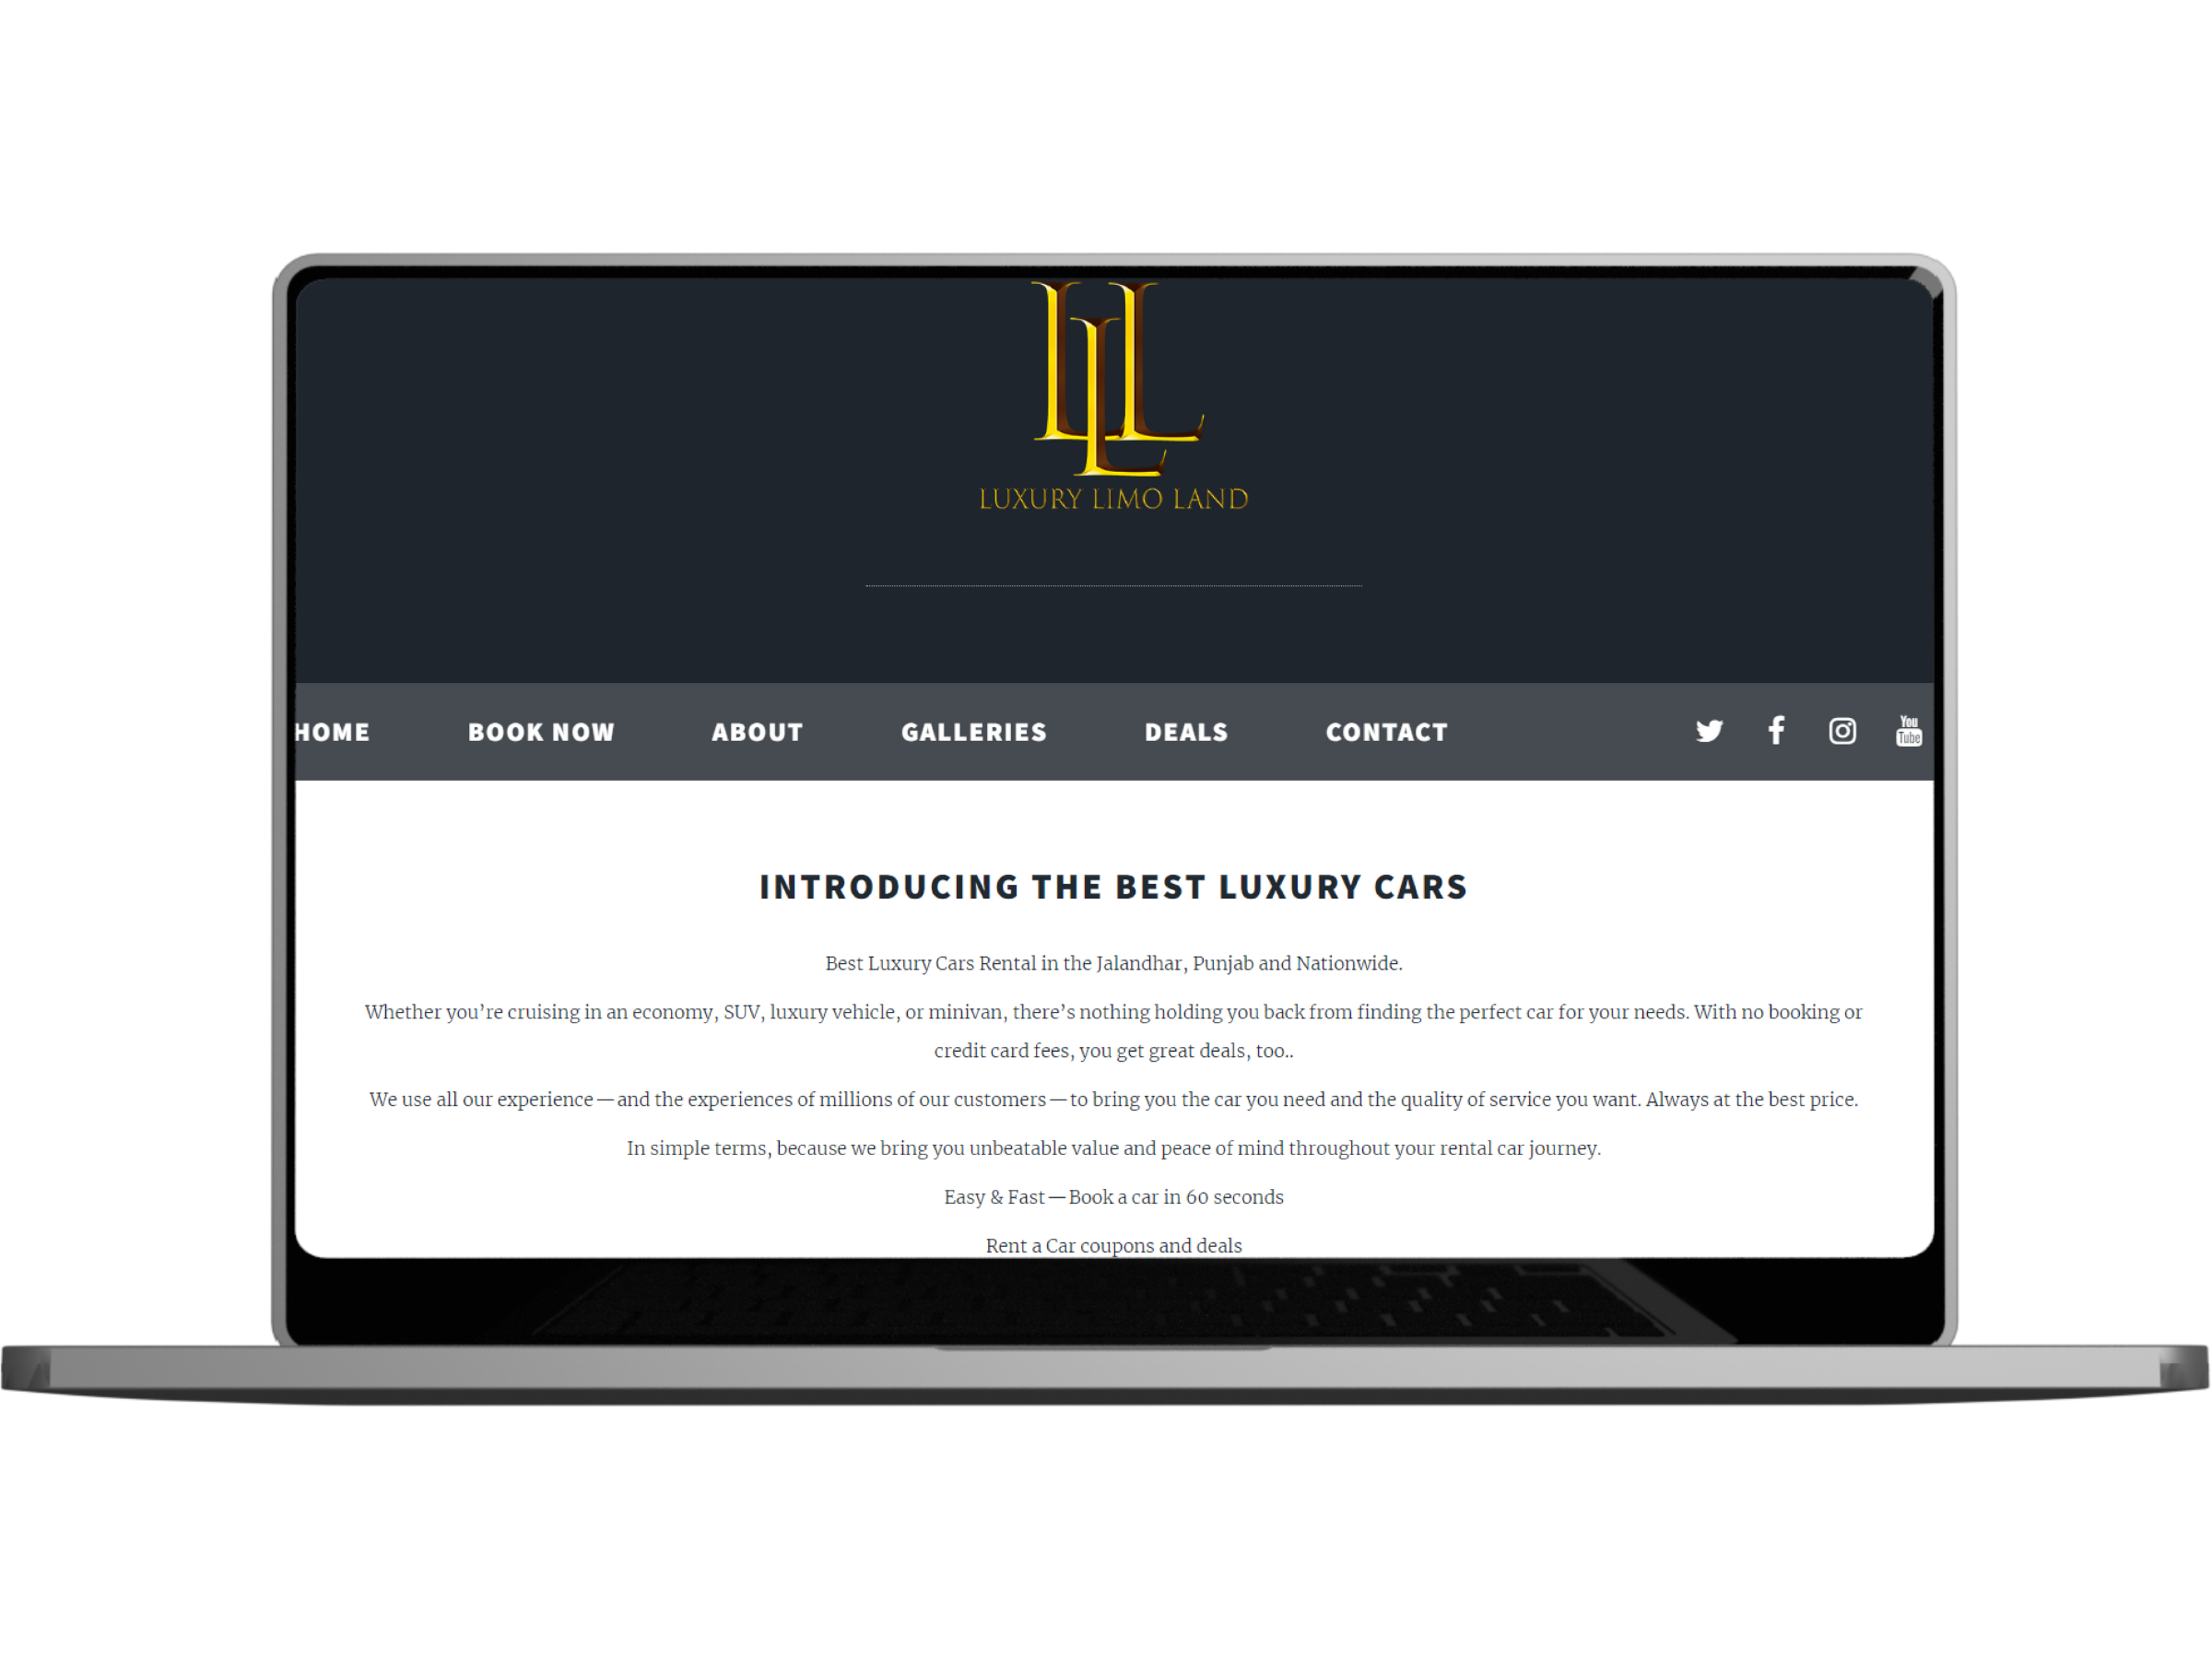 LLL
LUXURY LIMO LAND
HOME BOOK NOW ABOUT GALLERIES DEALS CONTACT You Tube
INTRODUCING THE BEST LUXURY CARS
Best Luxury Cars Rental in the Jalandhar, Punjab and Nationwide.
Whether you’re cruising in an economy, SUV, luxury vehicle, or minivan, there’s nothing holding you back from finding the perfect car for your needs. With no booking or
credit card fees, you get great deals, too..
We use all our experience — and the experiences of millions of our customers — to bring you the car you need and the quality of service you want. Always at the best price.
In simple terms, because we bring you unbeatable value and peace of mind throughout your rental car journey.
Easy & Fast — Book a car in 60 seconds
Rent a Car coupons and deals